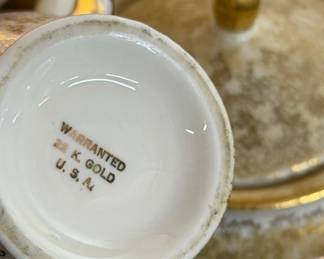 WARRANTED
22 K. GOLD
U. S. A.